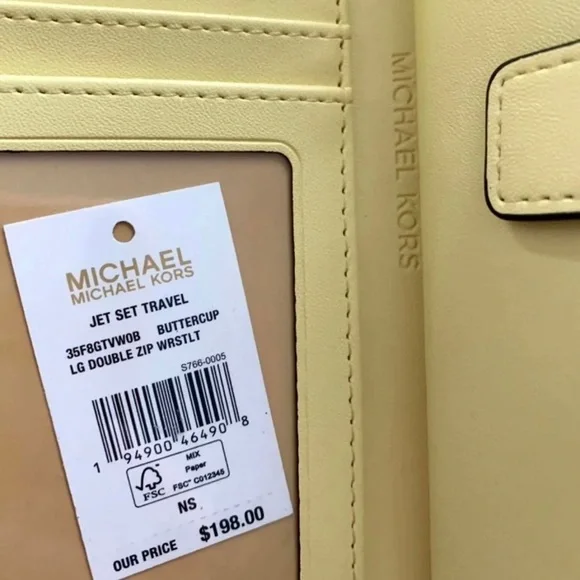 MICHAEL KORS
MICHAEL
MICHAEL KORS
JET SET TRAVEL
35F8GTVW0B BUTTERCUP
LG DOUBLE ZIP WRSTLT
S766-0005
1 94900 46490 8
FSC
MIX
Paper
FSC™ C012345
NS
OUR PRICE $198.00